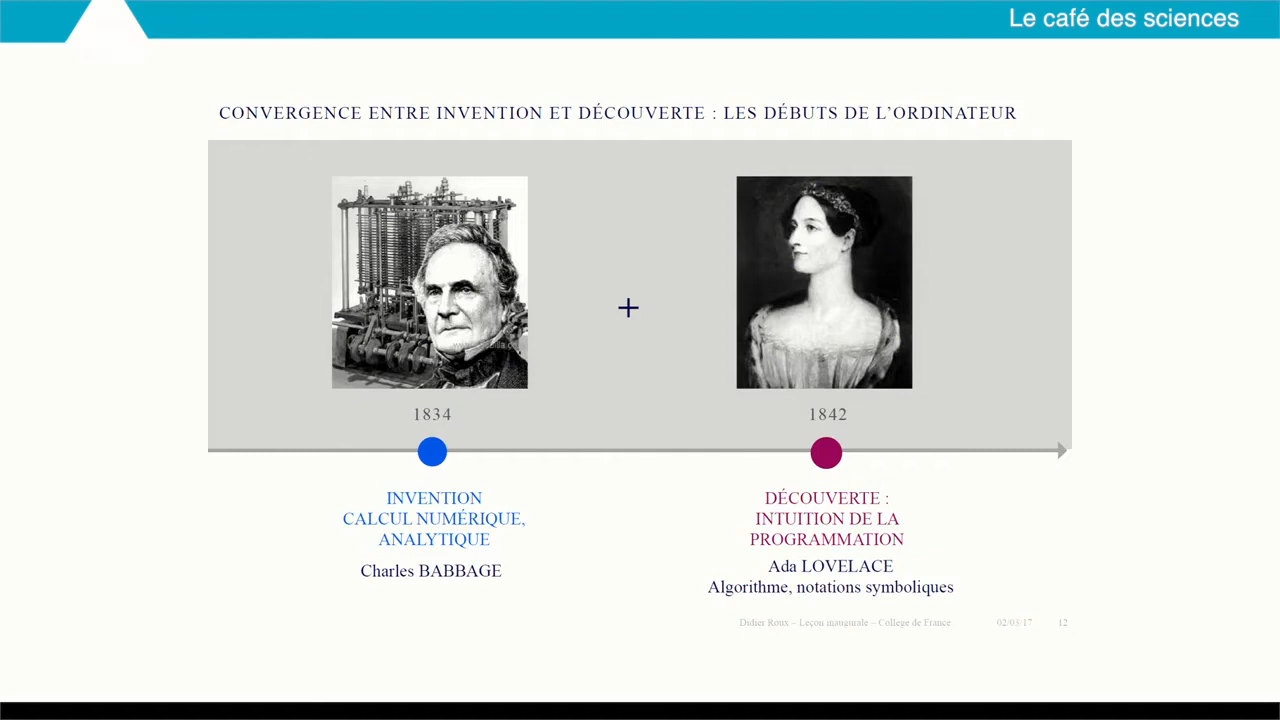 Le café des sciences
CONVERGENCE ENTRE INVENTION ET DÉCOUVERTE : LES DÉBUTS DE L'ORDINATEUR
+
1834
1842
INVENTION
CALCUL NUMÉRIQUE,
ANALYTIQUE
Charles BABBAGE
DÉCOUVERTE :
INTUITION DE LA
PROGRAMMATION
Ada LOVELACE
Algorithme, notations symboliques
Didier Roux – Leçon inaugurale – College de France
02/03/17
12